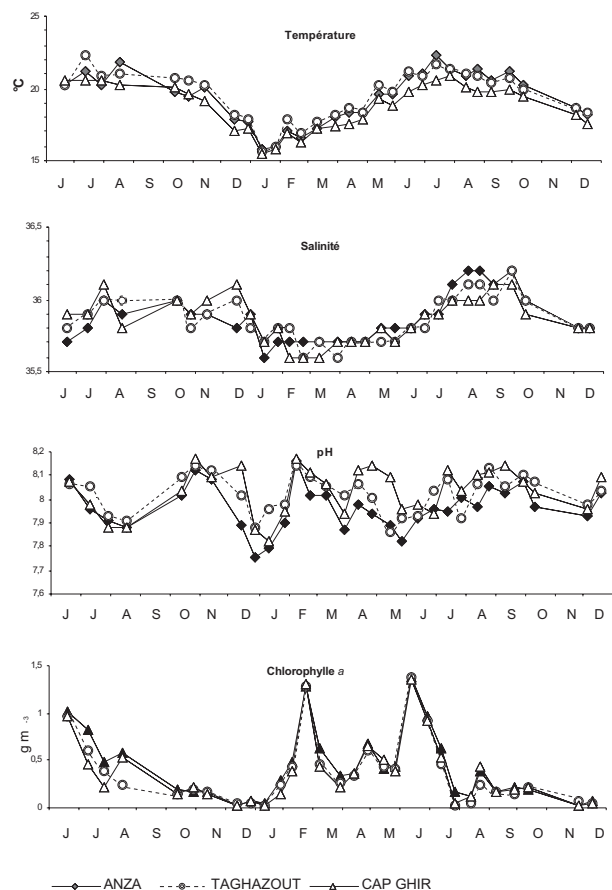 Température
25
20
15
°C
J J A S O N D J F M A M J J A S O N D
Salinité
36,5
36
35,5
J J A S O N D J F M A M J J A S O N D
pH
8,2
8,1
8
7,9
7,8
7,7
7,6
J J A S O N D J F M A M J J A S O N D
Chlorophylle a
1,5
1
0,5
0
g m -3
J J A S O N D J F M A M J J A S O N D
ANZA TAGHAZOUT CAP GHIR